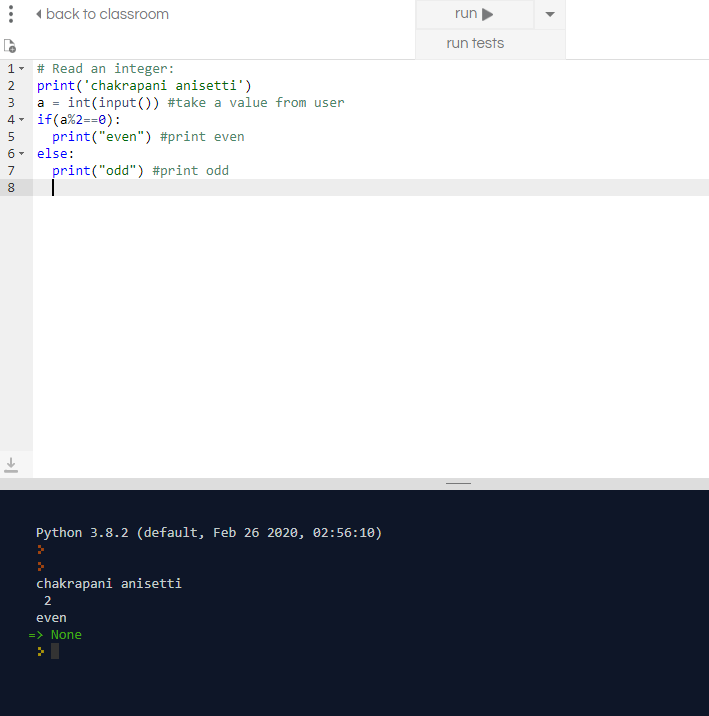 back to classroom
run
run tests
1 # Read an integer:
2 print('chakrapani anisetti')
3 a = int(input()) #take a value from user
4 if(a%2==0):
5   print("even") #print even
6 else:
7   print("odd") #print odd
8
Python 3.8.2 (default, Feb 26 2020, 02:56:10)
chakrapani anisetti
 2
even
=> None